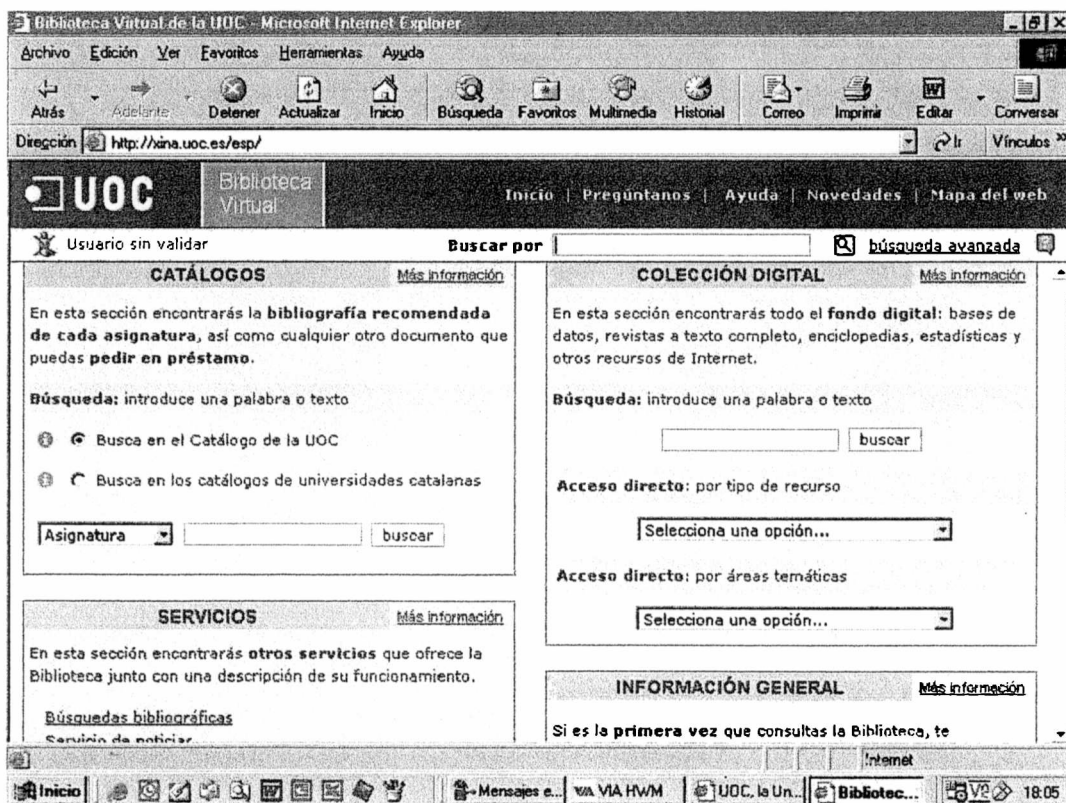 Biblioteca Virtual de la UOC - Microsoft Internet Explorer
Archivo Edición Ver Favoritos Herramientas Ayuda
Atrás Adelante Detener Actualizar Inicio Búsqueda Favoritos Multimedia Historial Correo Imprimir Editar Conversar
Dirección http://xina.uoc.es/esp/ Ir Vínculos »
UOC Biblioteca Virtual
Inicio | Pregúntanos | Ayuda | Novedades | Mapa del web
Usuario sin validar Buscar por búsqueda avanzada
CATÁLOGOS Más información
En esta sección encontrarás la bibliografía recomendada
de cada asignatura, así como cualquier otro documento que
puedas pedir en préstamo.
Búsqueda: introduce una palabra o texto
Busca en el Catálogo de la UOC
Busca en los catálogos de universidades catalanas
Asignatura buscar
SERVICIOS Más información
En esta sección encontrarás otros servicios que ofrece la
Biblioteca junto con una descripción de su funcionamiento.
Búsquedas bibliográficas
Servicio de noticias
COLECCIÓN DIGITAL Más información
En esta sección encontrarás todo el fondo digital: bases de
datos, revistas a texto completo, enciclopedias, estadísticas y
otros recursos de Internet.
Búsqueda: introduce una palabra o texto
buscar
Acceso directo: por tipo de recurso
Selecciona una opción...
Acceso directo: por áreas temáticas
Selecciona una opción...
INFORMACIÓN GENERAL Más información
Si es la primera vez que consultas la Biblioteca, te
Internet
Inicio Mensajes e... VIA HWM UOC, la Un... Bibliotec... 18:05